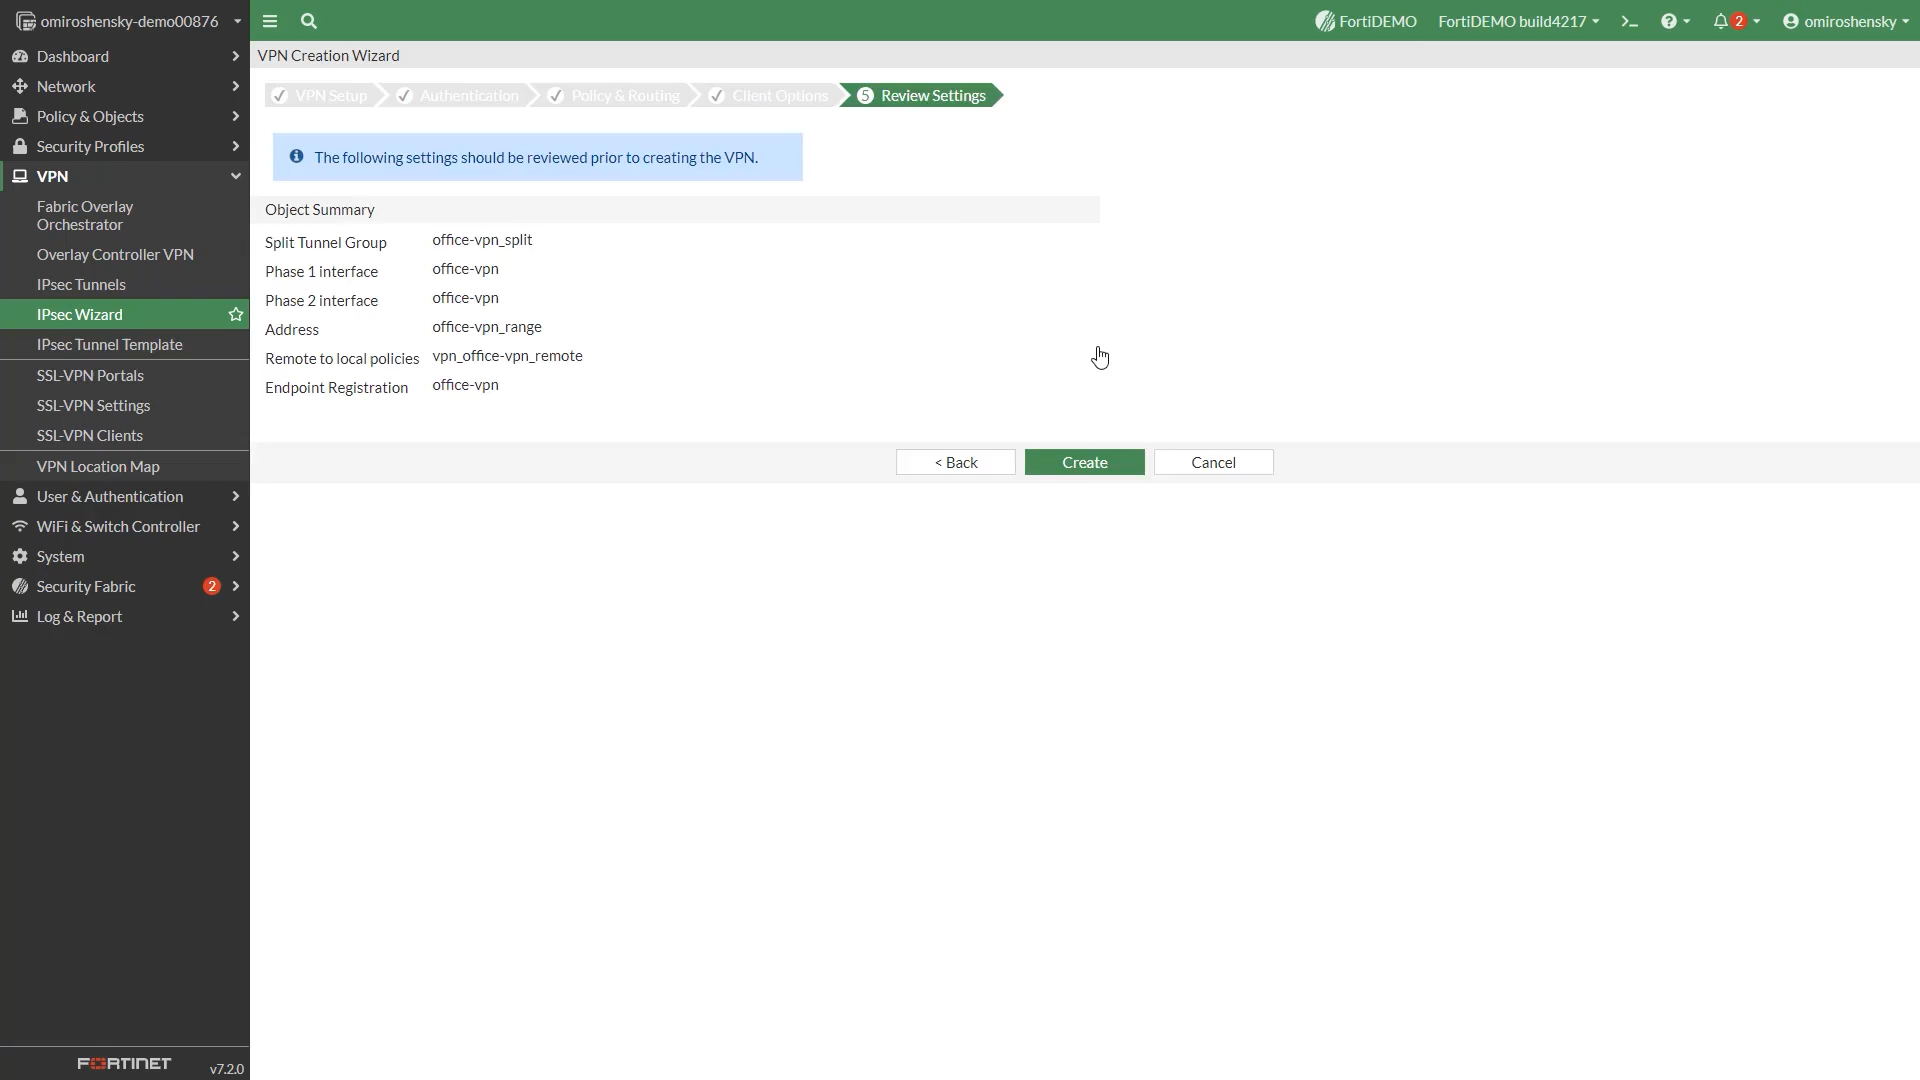 omiroshensky-demo00876
FortiDEMO
FortiDEMO build4217
2
omiroshensky
Dashboard
Network
Policy & Objects
Security Profiles
VPN
Fabric Overlay
Orchestrator
Overlay Controller VPN
IPsec Tunnels
IPsec Wizard
IPsec Tunnel Template
SSL-VPN Portals
SSL-VPN Settings
SSL-VPN Clients
VPN Location Map
User & Authentication
WiFi & Switch Controller
System
Security Fabric 2
Log & Report
FORTINET v7.2.0
VPN Creation Wizard
VPN Setup
Authentication
Policy & Routing
Client Options
5 Review Settings
The following settings should be reviewed prior to creating the VPN.
Object Summary
Split Tunnel Group office-vpn_split
Phase 1 interface office-vpn
Phase 2 interface office-vpn
Address office-vpn_range
Remote to local policies vpn_office-vpn_remote
Endpoint Registration office-vpn
< Back
Create
Cancel